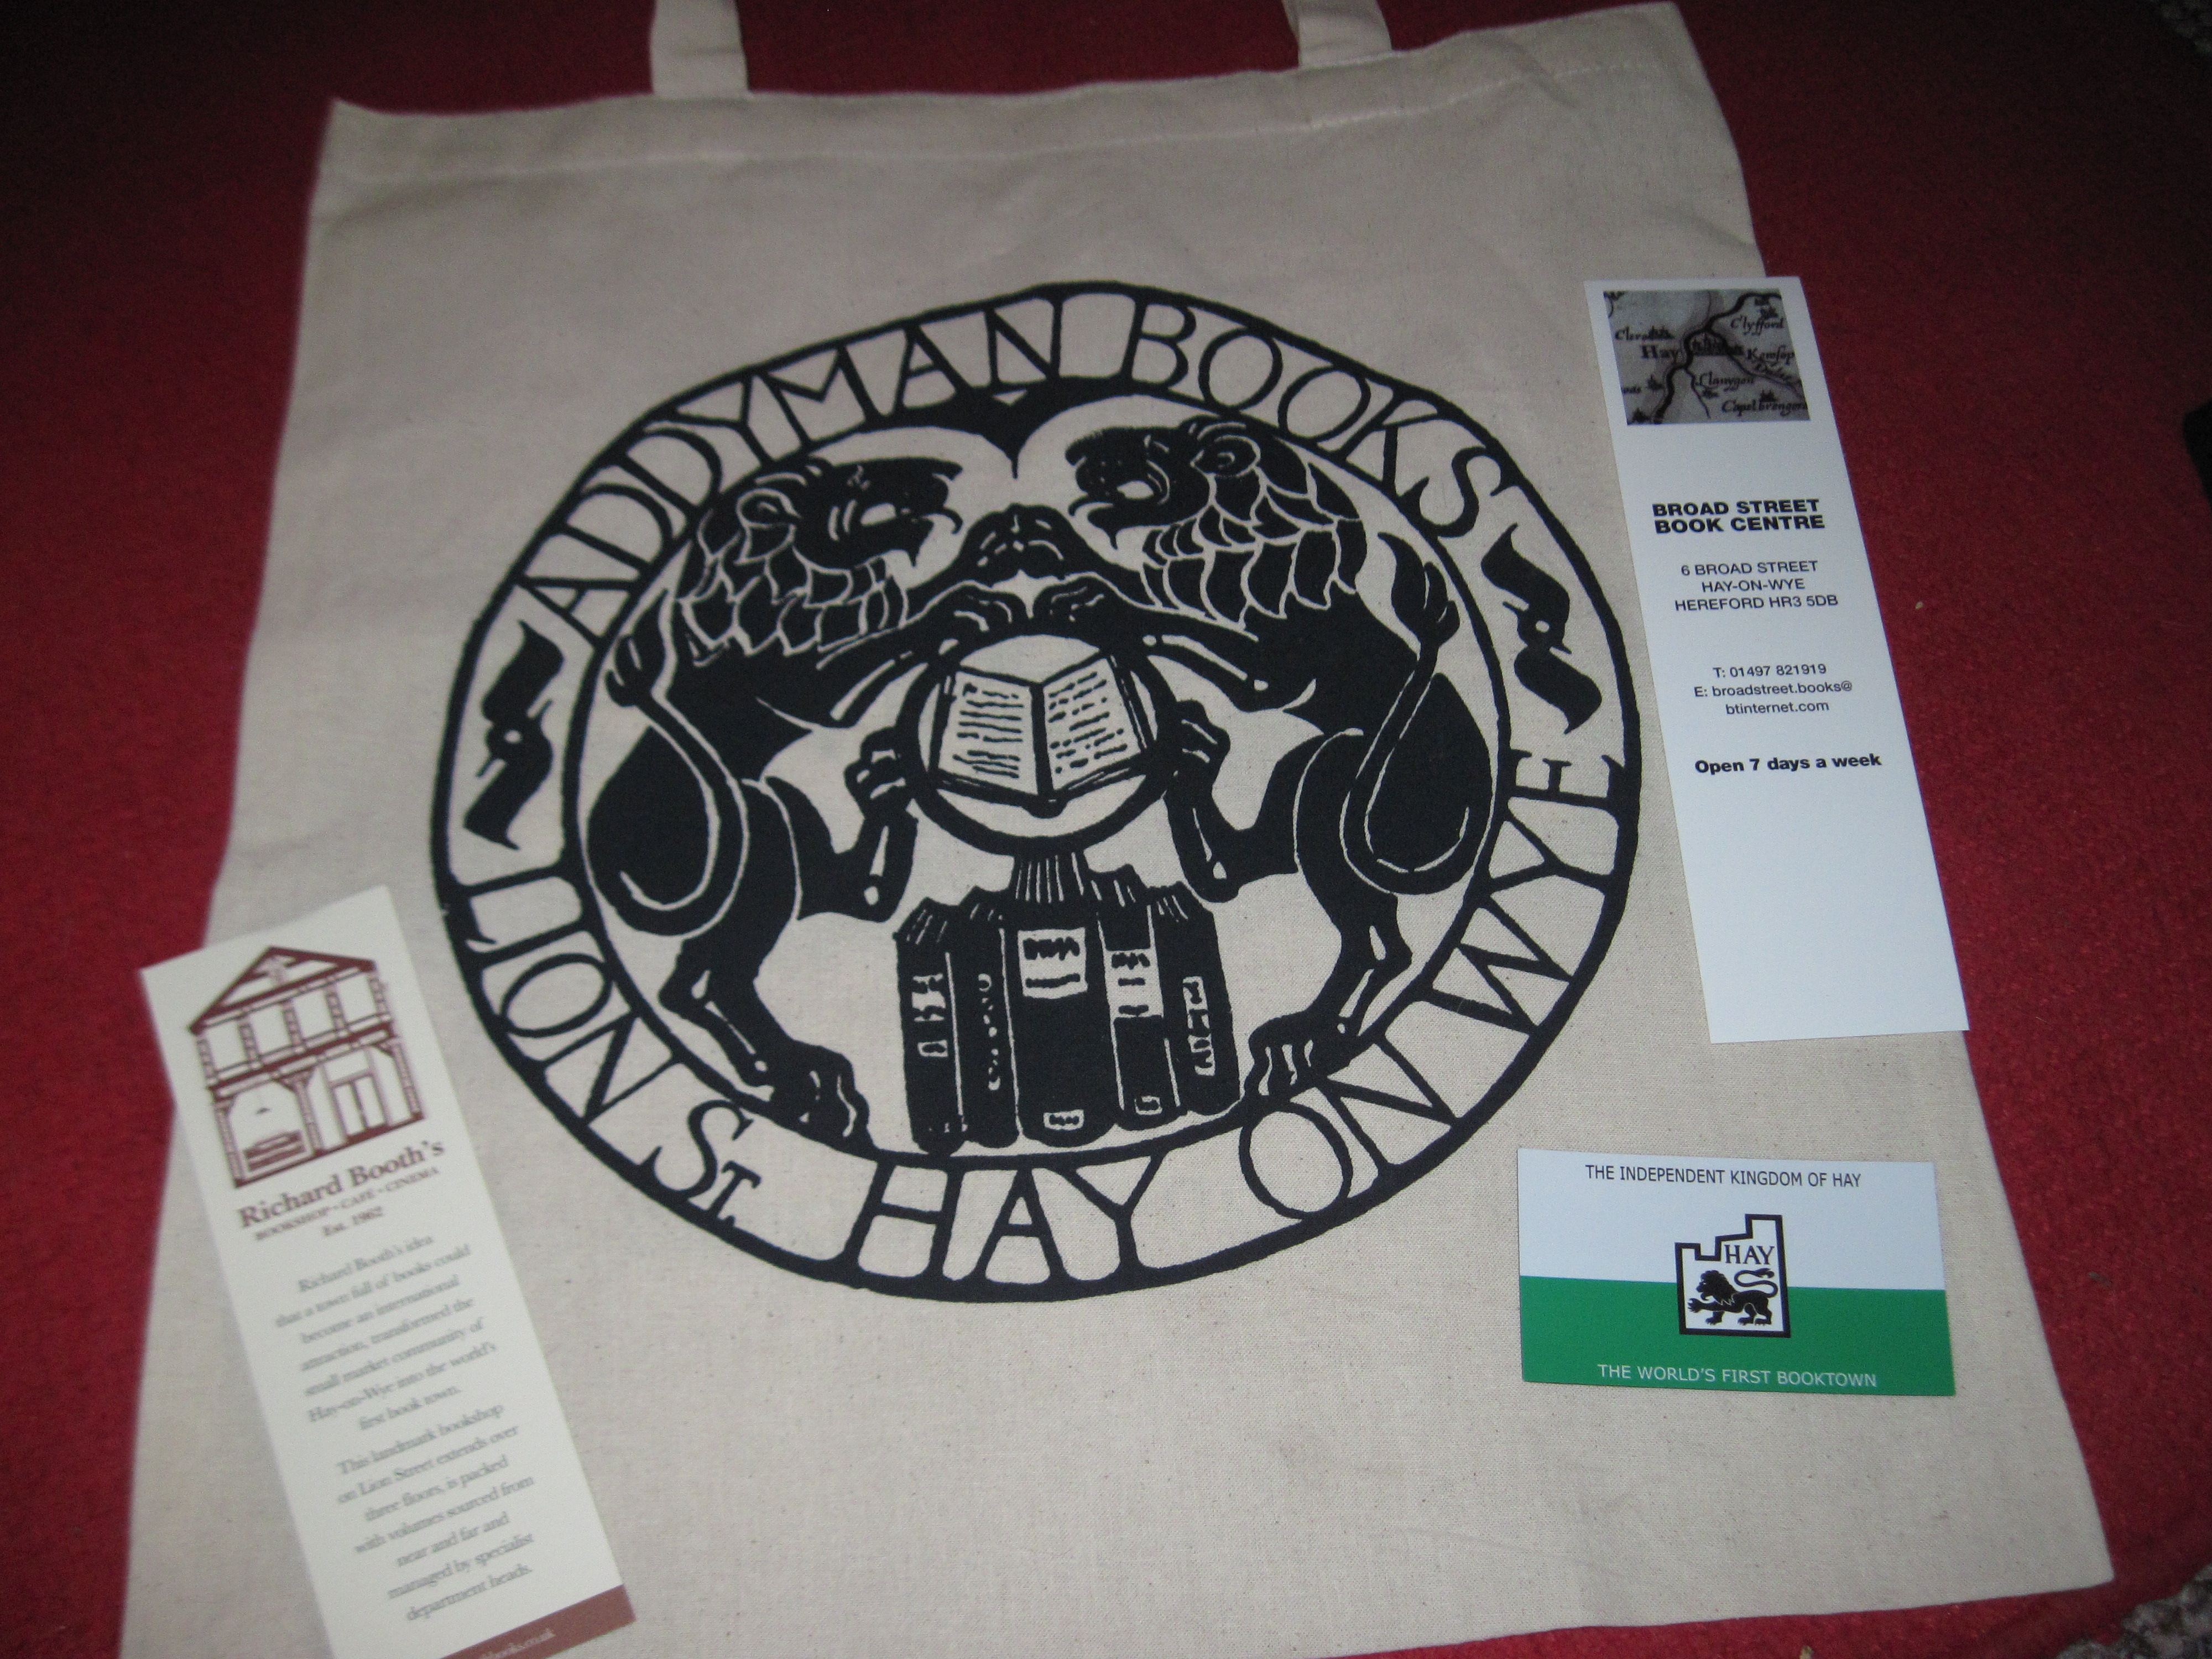 ADDYMAN BOOKS
LION ST. HAY ON WYE
Clyfford
Hay
Clanygon
BROAD STREET
BOOK CENTRE
6 BROAD STREET
HAY-ON-WYE
HEREFORD HR3 5DB
T: 01497 821919
E: broadstreet.books@
btinternet.com
Open 7 days a week
Richard Booth's
BOOKSHOP • CAFÉ • CINEMA
Est. 1962
Richard Booth's idea
that a town full of books could
become an international
attraction, transformed the
small market community of
Hay-on-Wye into the world's
first book town.
This landmark bookshop
on Lion Street extends over
three floors, is packed
with volumes sourced from
near and far and
managed by specialist
department heads.
THE INDEPENDENT KINGDOM OF HAY
HAY
THE WORLD'S FIRST BOOKTOWN